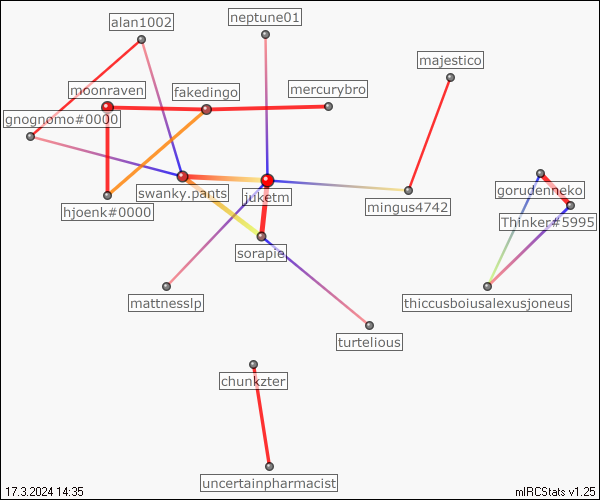 neptune01
alan1002
majestico
moonraven
fakedingo
mercurybro
gnognomo#0000
gorudenneko
swanky.pants
juketm
mingus4742
hjoenk#0000
Thinker#5995
sorapie
mattnesslp
thiccusboiusalexusjoneus
turtelious
chunkzter
uncertainpharmacist
17.3.2024 14:35
mIRCStats v1.25